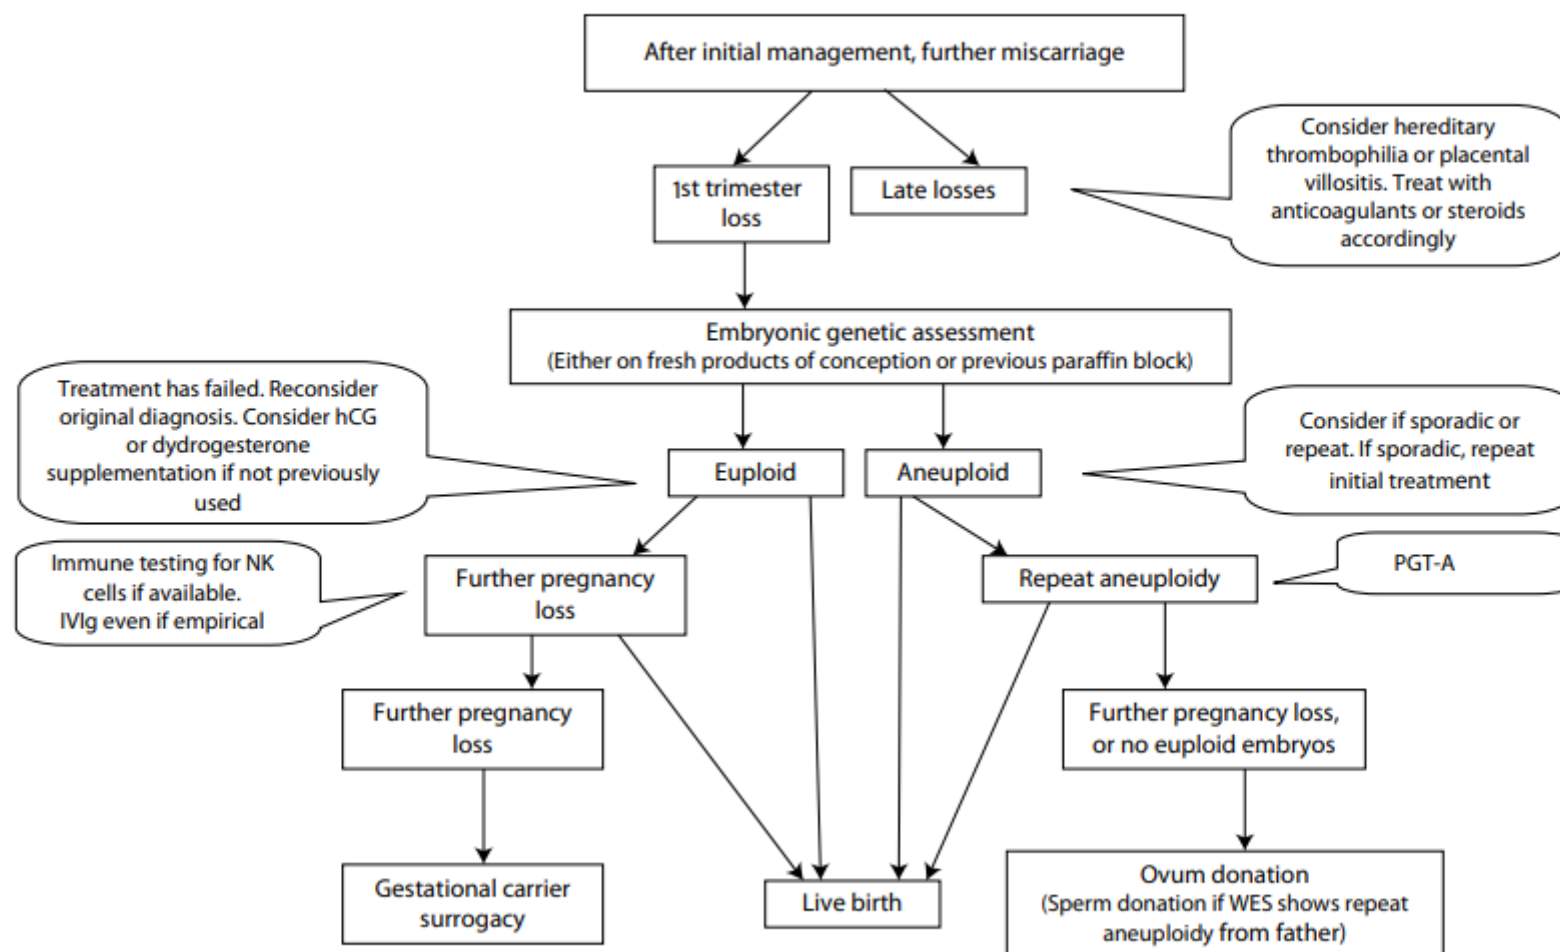 After initial management, further miscarriage
Consider hereditary
thrombophilia or placental
villositis. Treat with
anticoagulants or steroids
accordingly
1st trimester
loss
Late losses
Embryonic genetic assessment
(Either on fresh products of conception or previous paraffin block)
Treatment has failed. Reconsider
original diagnosis. Consider hCG
or dydrogesterone
supplementation if not previously
used
Consider if sporadic or
repeat. If sporadic, repeat
initial treatment
Euploid
Aneuploid
Immune testing for NK
cells if available.
IVIg even if empirical
Further pregnancy
loss
Repeat aneuploidy
PGT-A
Further pregnancy
loss
Further pregnancy loss,
or no euploid embryos
Gestational carrier
surrogacy
Live birth
Ovum donation
(Sperm donation if WES shows repeat
aneuploidy from father)